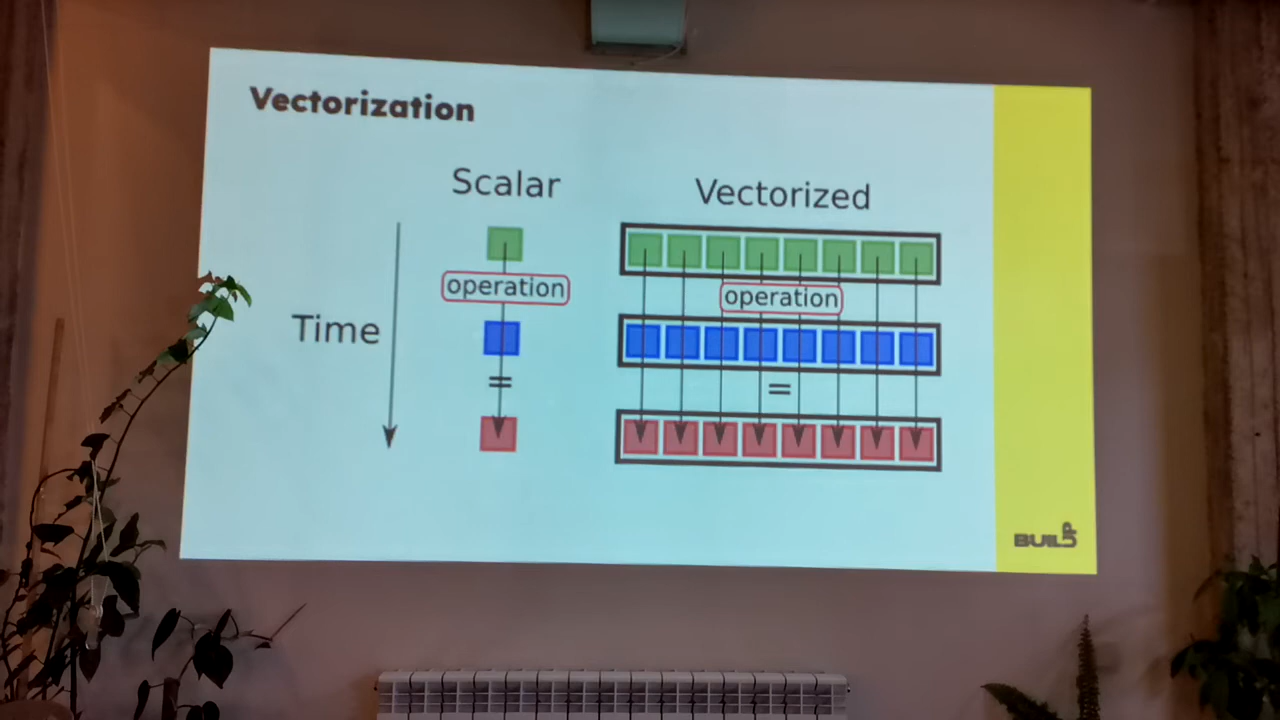 Vectorization
Scalar
Vectorized
operation
operation
Time
=
=
BUILD